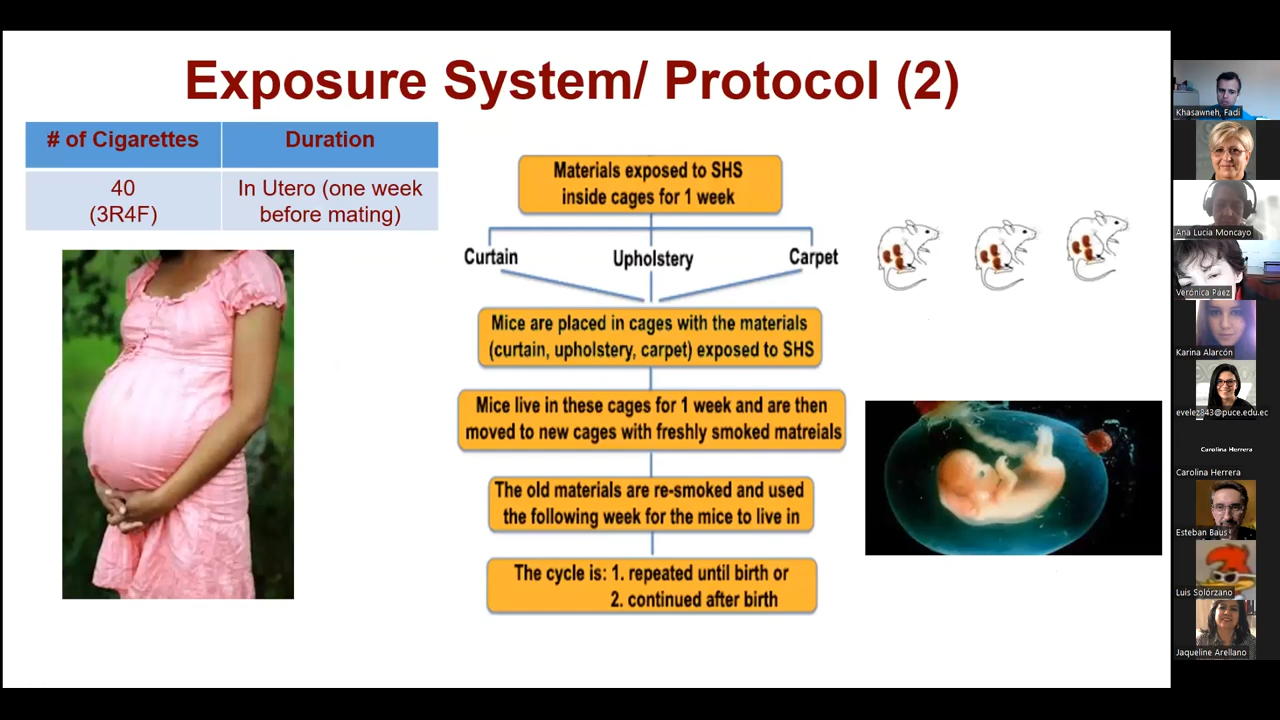 Exposure System/ Protocol (2)
# of Cigarettes
Duration
40
(3R4F)
In Utero (one week
before mating)
Materials exposed to SHS
inside cages for 1 week
Curtain
Upholstery
Carpet
Mice are placed in cages with the materials
(curtain, upholstery, carpet) exposed to SHS
Mice live in these cages for 1 week and are then
moved to new cages with freshly smoked matreials
The old materials are re-smoked and used
the following week for the mice to live in
The cycle is: 1. repeated until birth or
2. continued after birth
Khasawneh, Fadi
Ana Lucia Moncayo
Verónica Paez
Karina Alarcón
evelez843@puce.edu.ec
Carolina Herrera
Carolina Herrera
Esteban Baus
Luis Solórzano
Jaqueline Arellano